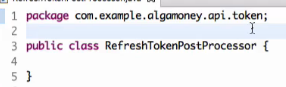 1 package com.example.algamoney.api.token;
2
3 public class RefreshTokenPostProcessor {
4
5 }